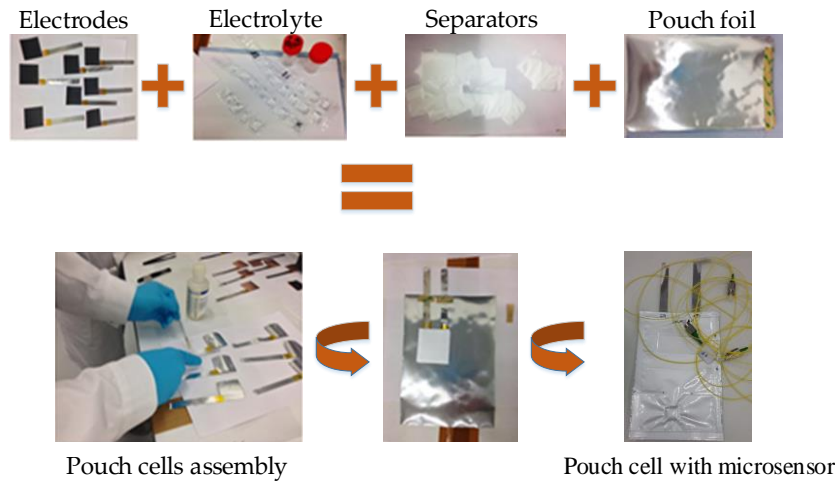 Electrodes
Electrolyte
Separators
Pouch foil
Pouch cells assembly
Pouch cell with microsensor